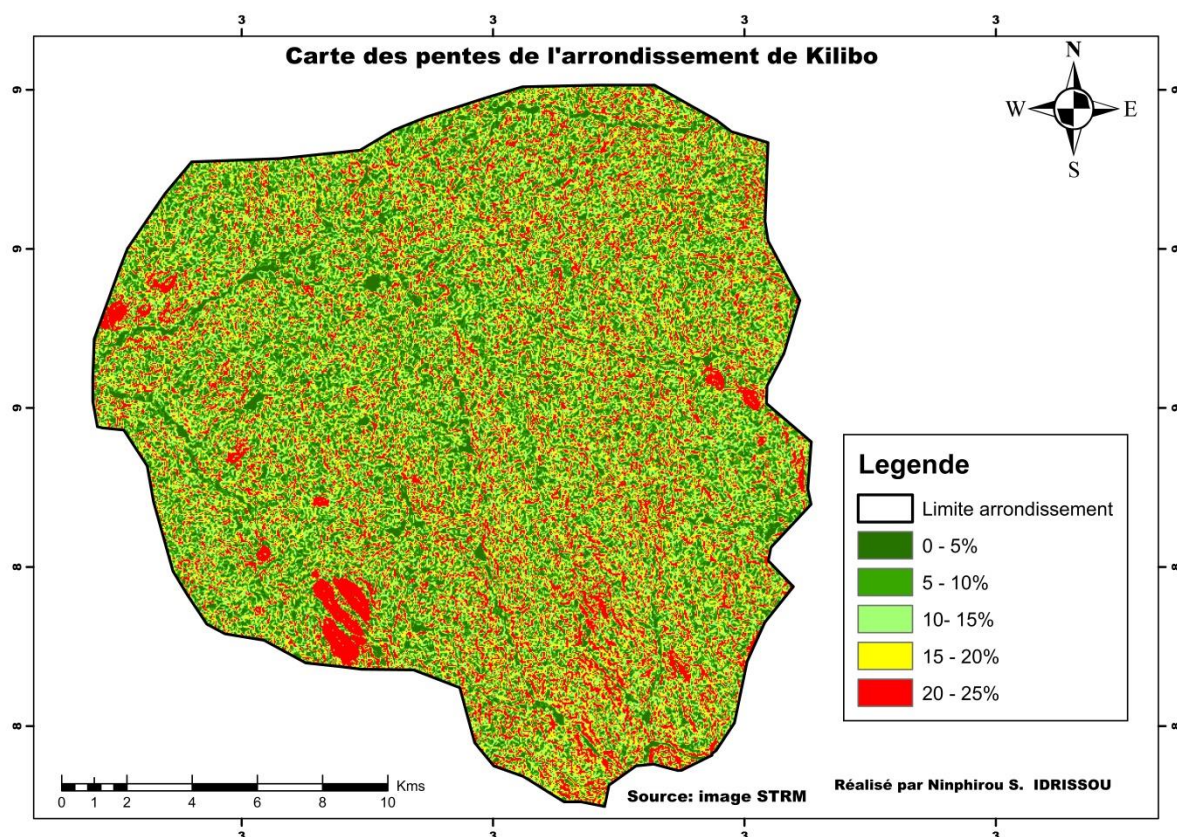 3 3 3 3
Carte des pentes de l'arrondissement de Kilibo
N
W E
S
9 9
9 9
9 9
8 8
8 8
Legende
Limite arrondissement
0 - 5%
5 - 10%
10- 15%
15 - 20%
20 - 25%
Kms
0 1 2 4 6 8 10
Source: image STRM
Réalisé par Ninphirou S. IDRISSOU
3 3 3 3